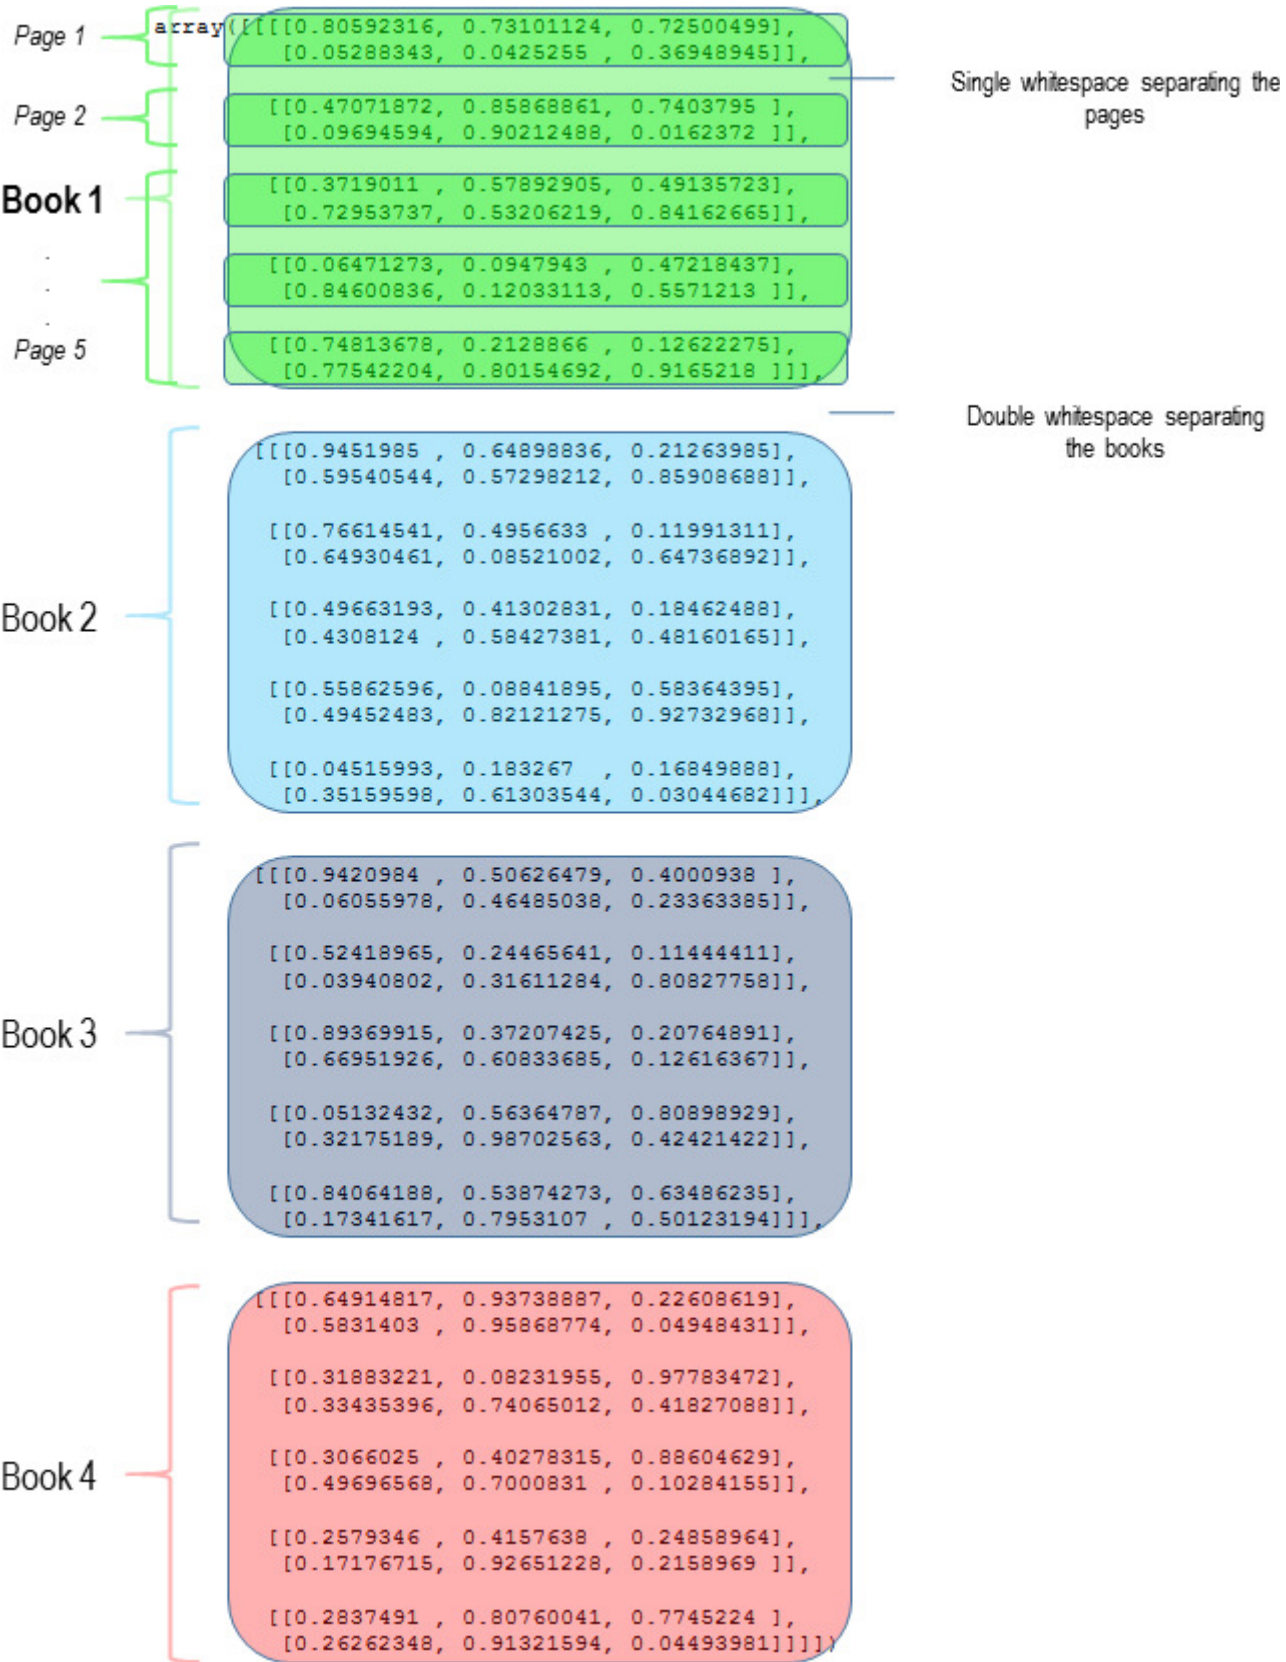 Page 1
array([[[[0.80592316, 0.73101124, 0.72500499],
[0.05288343, 0.0425255 , 0.36948945]],
Single whitespace separating the
pages
Page 2
[[0.47071872, 0.85868861, 0.7403795 ],
[0.09694594, 0.90212488, 0.0162372 ]],
Book 1
[[0.3719011 , 0.57892905, 0.49135723],
[0.72953737, 0.53206219, 0.84162665]],
.
.
.
[[0.06471273, 0.0947943 , 0.47218437],
[0.84600836, 0.12033113, 0.5571213 ]],
Page 5
[[0.74813678, 0.2128866 , 0.12622275],
[0.77542204, 0.80154692, 0.9165218 ]]],
Double whitespace separating
the books
Book 2
[[[0.9451985 , 0.64898836, 0.21263985],
[0.59540544, 0.57298212, 0.85908688]],
[[0.76614541, 0.4956633 , 0.11991311],
[0.64930461, 0.08521002, 0.64736892]],
[[0.49663193, 0.41302831, 0.18462488],
[0.4308124 , 0.58427381, 0.48160165]],
[[0.55862596, 0.08841895, 0.58364395],
[0.49452483, 0.82121275, 0.92732968]],
[[0.04515993, 0.183267  , 0.16849888],
[0.35159598, 0.61303544, 0.03044682]]],
Book 3
[[[0.9420984 , 0.50626479, 0.4000938 ],
[0.06055978, 0.46485038, 0.23363385]],
[[0.52418965, 0.24465641, 0.11444411],
[0.03940802, 0.31611284, 0.80827758]],
[[0.89369915, 0.37207425, 0.20764891],
[0.66951926, 0.60833685, 0.12616367]],
[[0.05132432, 0.56364787, 0.80898929],
[0.32175189, 0.98702563, 0.42421422]],
[[0.84064188, 0.53874273, 0.63486235],
[0.17341617, 0.7953107 , 0.50123194]]],
Book 4
[[[0.64914817, 0.93738887, 0.22608619],
[0.5831403 , 0.95868774, 0.04948431]],
[[0.31883221, 0.08231955, 0.97783472],
[0.33435396, 0.74065012, 0.41827088]],
[[0.3066025 , 0.40278315, 0.88604629],
[0.49696568, 0.7000831 , 0.10284155]],
[[0.2579346 , 0.4157638 , 0.24858964],
[0.17176715, 0.92651228, 0.2158969 ]],
[[0.2837491 , 0.80760041, 0.7745224 ],
[0.26262348, 0.91321594, 0.04493981]]]])